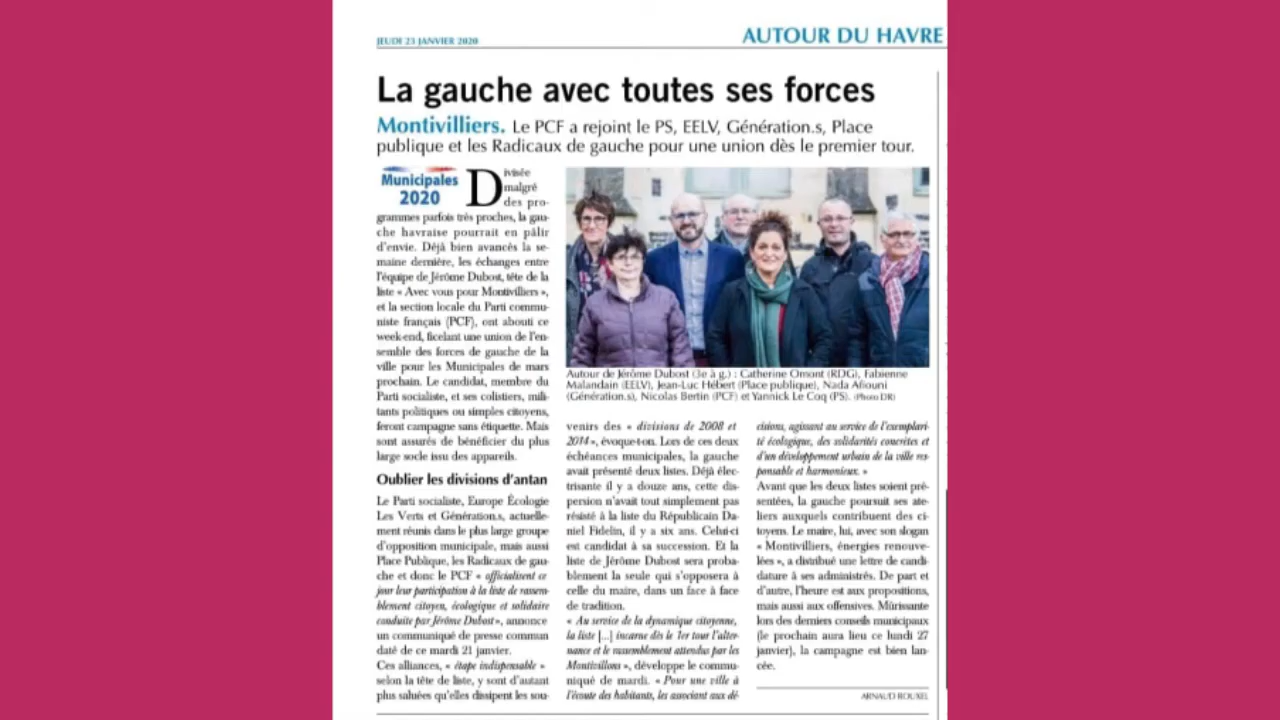 JEUDI 23 JANVIER 2020
AUTOUR DU HAVRE
La gauche avec toutes ses forces
Montivilliers. Le PCF a rejoint le PS, EELV, Génération.s, Place
publique et les Radicaux de gauche pour une union dès le premier tour.
Municipales
2020
Divisée
malgré
des pro-
grammes parfois très proches, la gau-
che havraise pourrait en pâlir
d'envie. Déjà bien avancés la se-
maine dernière, les échanges entre
l'équipe de Jérôme Dubost, tête de la
liste « Avec vous pour Montivilliers »,
et la section locale du Parti commu-
niste français (PCF), ont abouti ce
week-end, ficelant une union de l'en-
semble des forces de gauche de la
ville pour les Municipales de mars
prochain. Le candidat, membre du
Parti socialiste, et ses colistiers, mili-
tants politiques ou simples citoyens,
feront campagne sans étiquette. Mais
sont assurés de bénéficier du plus
large socle issu des appareils.
Oublier les divisions d'antan
Le Parti socialiste, Europe Écologie
Les Verts et Génération.s, actuelle-
ment réunis dans le plus large groupe
d'opposition municipale, mais aussi
Place Publique, les Radicaux de gau-
che et donc le PCF « officialisent ce
jour leur participation à la liste de rassem-
blement citoyen, écologique et solidaire
conduite par Jérôme Dubost », annonce
un communiqué de presse commun
daté de ce mardi 21 janvier.
Ces alliances, « étape indispensable »
selon la tête de liste, y sont d'autant
plus saluées qu'elles dissipent les sou-
Autour de Jérôme Dubost (3e à g.) : Catherine Omont (RDG), Fabienne
Malandain (EELV), Jean-Luc Hébert (Place publique), Nada Afiouni
(Génération.s), Nicolas Bertin (PCF) et Yannick Le Coq (PS). (Photo DR)
venirs des « divisions de 2008 et
2014 », évoque-t-on. Lors de ces deux
échéances municipales, la gauche
avait présenté deux listes. Déjà élec-
trisante il y a douze ans, cette dis-
persion n'avait tout simplement pas
résisté à la liste du Républicain Da-
niel Fidelin, il y a six ans. Celui-ci
est candidat à sa succession. Et la
liste de Jérôme Dubost sera proba-
blement la seule qui s'opposera à
celle du maire, dans un face à face
de tradition.
« Au service de la dynamique citoyenne,
la liste [...] incarne dès le 1er tour l'alter-
nance et le rassemblement attendus par les
Montivillons », développe le commu-
niqué de mardi. « Pour une ville à
l'écoute des habitants, les associant aux dé-
cisions, agissant au service de l'exemplari-
té écologique, des solidarités concrètes et
d'un développement urbain de la ville res-
ponsable et harmonieux. »
Avant que les deux listes soient pré-
sentées, la gauche poursuit ses ate-
liers auxquels contribuent des ci-
toyens. Le maire, lui, avec son slogan
« Montivilliers, énergies renouve-
lées », a distribué une lettre de candi-
dature à ses administrés. De part et
d'autre, l'heure est aux propositions,
mais aussi aux offensives. Mûrissante
lors des derniers conseils municipaux
(le prochain aura lieu ce lundi 27
janvier), la campagne est bien lan-
cée.
ARNAUD ROUXEL